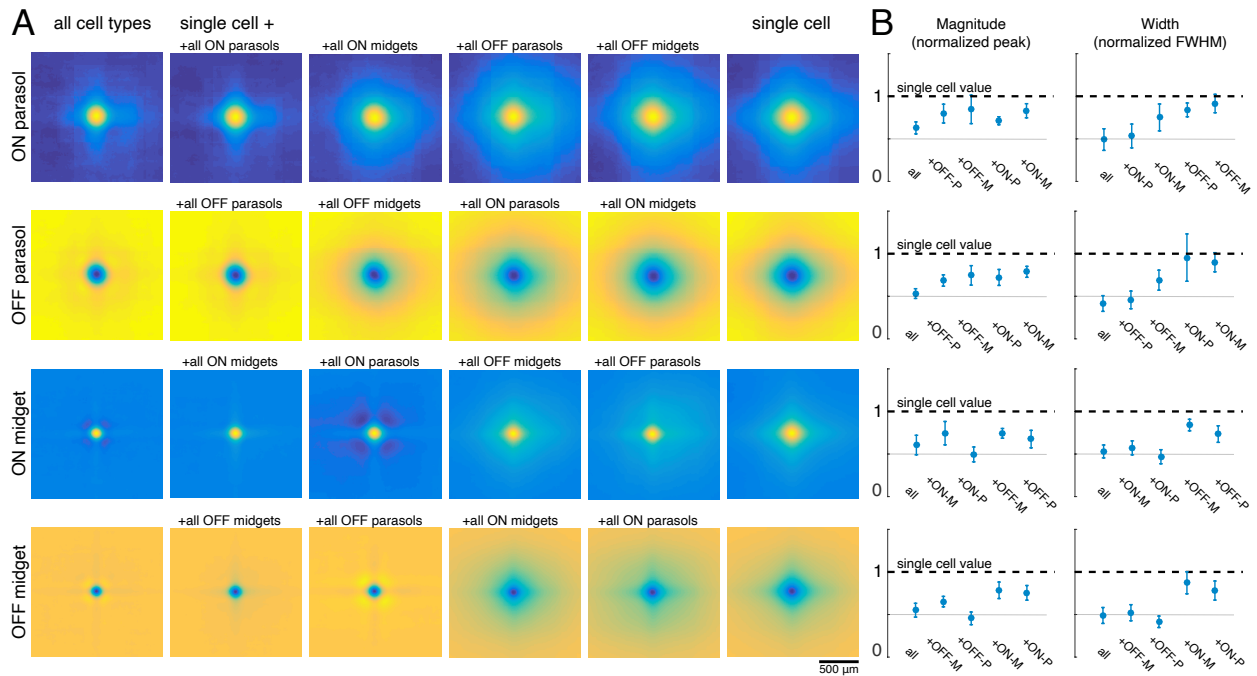 A
all cell types
single cell +
single cell
+all ON parasols
+all ON midgets
+all OFF parasols
+all OFF midgets
ON parasol
+all OFF parasols
+all OFF midgets
+all ON parasols
+all ON midgets
OFF parasol
+all ON midgets
+all ON parasols
+all OFF midgets
+all OFF parasols
ON midget
+all OFF midgets
+all OFF parasols
+all ON midgets
+all ON parasols
OFF midget
500 µm
B
Magnitude
(normalized peak)
Width
(normalized FWHM)
single cell value
1
0
all
+OFF-P
+OFF-M
+ON-P
+ON-M
all
+ON-P
+ON-M
+OFF-P
+OFF-M
single cell value
1
0
all
+OFF-P
+OFF-M
+ON-P
+ON-M
all
+OFF-P
+OFF-M
+ON-P
+ON-M
single cell value
1
0
all
+ON-M
+ON-P
+OFF-M
+OFF-P
all
+ON-M
+ON-P
+OFF-M
+OFF-P
single cell value
1
0
all
+OFF-M
+OFF-P
+ON-M
+ON-P
all
+OFF-M
+OFF-P
+ON-M
+ON-P